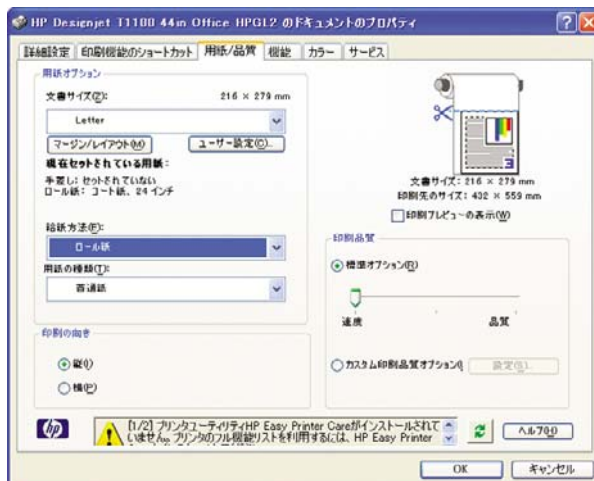 HP Designjet T1100 44in Office HPGL2 のドキュメントのプロパティ
詳細設定 印刷機能のショートカット 用紙/品質 機能 カラー サービス
用紙オプション
文書サイズ(Z): 216 × 279 mm
Letter
マージン/レイアウト(M) ユーザー設定(C)...
現在セットされている用紙:
手差し: セットされていない
ロール紙: コート紙、24 インチ
給紙方法(F):
ロール紙
用紙の種類(T):
普通紙
印刷の向き
縦(I)
横(P)
3
文書サイズ: 216 × 279 mm
印刷先のサイズ: 432 × 559 mm
印刷プレビューの表示(W)
印刷品質
標準オプション(R)
速度 品質
カスタム印刷品質オプション( 設定(S)...
hp
[1/2] プリンタユーティリティHP Easy Printer Careがインストールされて
いません。プリンタのフル機能リストを利用するには、HP Easy Printer
ヘルプ(H)
OK キャンセル